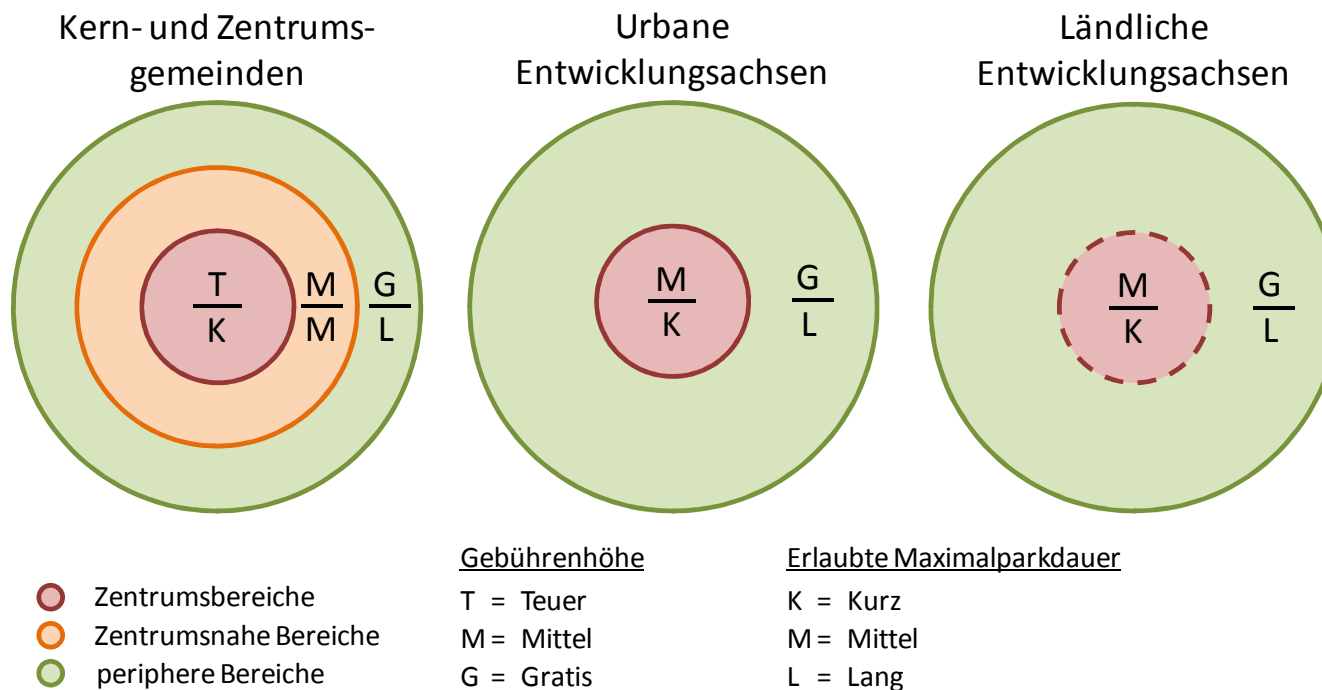 Kern- und Zentrums-
gemeinden
Urbane
Entwicklungsachsen
Ländliche
Entwicklungsachsen
T
K
M
M
G
L
M
K
G
L
M
K
G
L
Zentrumsbereiche
Zentrumsnahe Bereiche
periphere Bereiche
Gebührenhöhe
T = Teuer
M = Mittel
G = Gratis
Erlaubte Maximalparkdauer
K = Kurz
M = Mittel
L = Lang